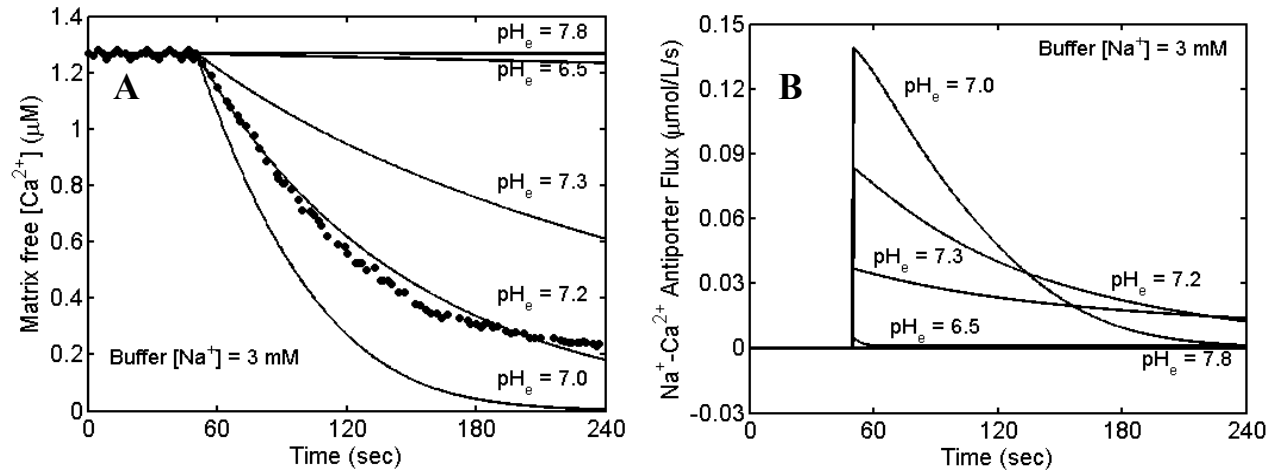 A
Matrix free [Ca²⁺] (μM)
1.4
1.2
1
0.8
0.6
0.4
0.2
0
pHₑ = 7.8
pHₑ = 6.5
pHₑ = 7.3
pHₑ = 7.2
pHₑ = 7.0
Buffer [Na⁺] = 3 mM
0 60 120 180 240
Time (sec)
B
Na⁺-Ca²⁺ Antiporter Flux (μmol/L/s)
0.15
0.12
0.09
0.06
0.03
0
-0.03
Buffer [Na⁺] = 3 mM
pHₑ = 7.0
pHₑ = 7.3
pHₑ = 7.2
pHₑ = 6.5
pHₑ = 7.8
0 60 120 180 240
Time (sec)